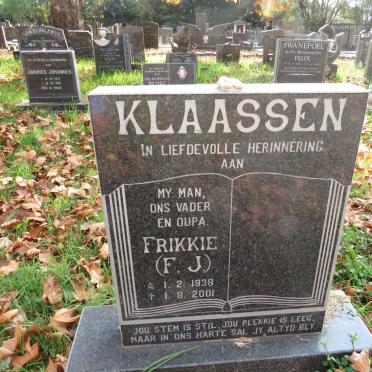 SWANEPOEL
FELIX
ANDRIES JOHANNES
KLAASSEN
IN LIEFDEVOLLE HERINNERING
AAN
MY MAN,
ONS VADER
EN OUPA.
FRIKKIE
(F. J)
* 1. 2. 1938
† 1. 8. 2001
JOU STEM IS STIL, JOU PLEKKIE IS LEEG,
MAAR IN ONS HARTE SAL JY ALTYD BLY.